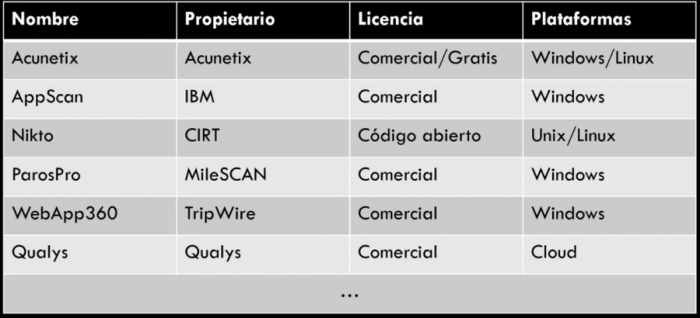 Nombre Propietario Licencia Plataformas
Acunetix Acunetix Comercial/Gratis Windows/Linux
AppScan IBM Comercial Windows
Nikto CIRT Código abierto Unix/Linux
ParosPro MileSCAN Comercial Windows
WebApp360 TripWire Comercial Windows
Qualys Qualys Comercial Cloud
...